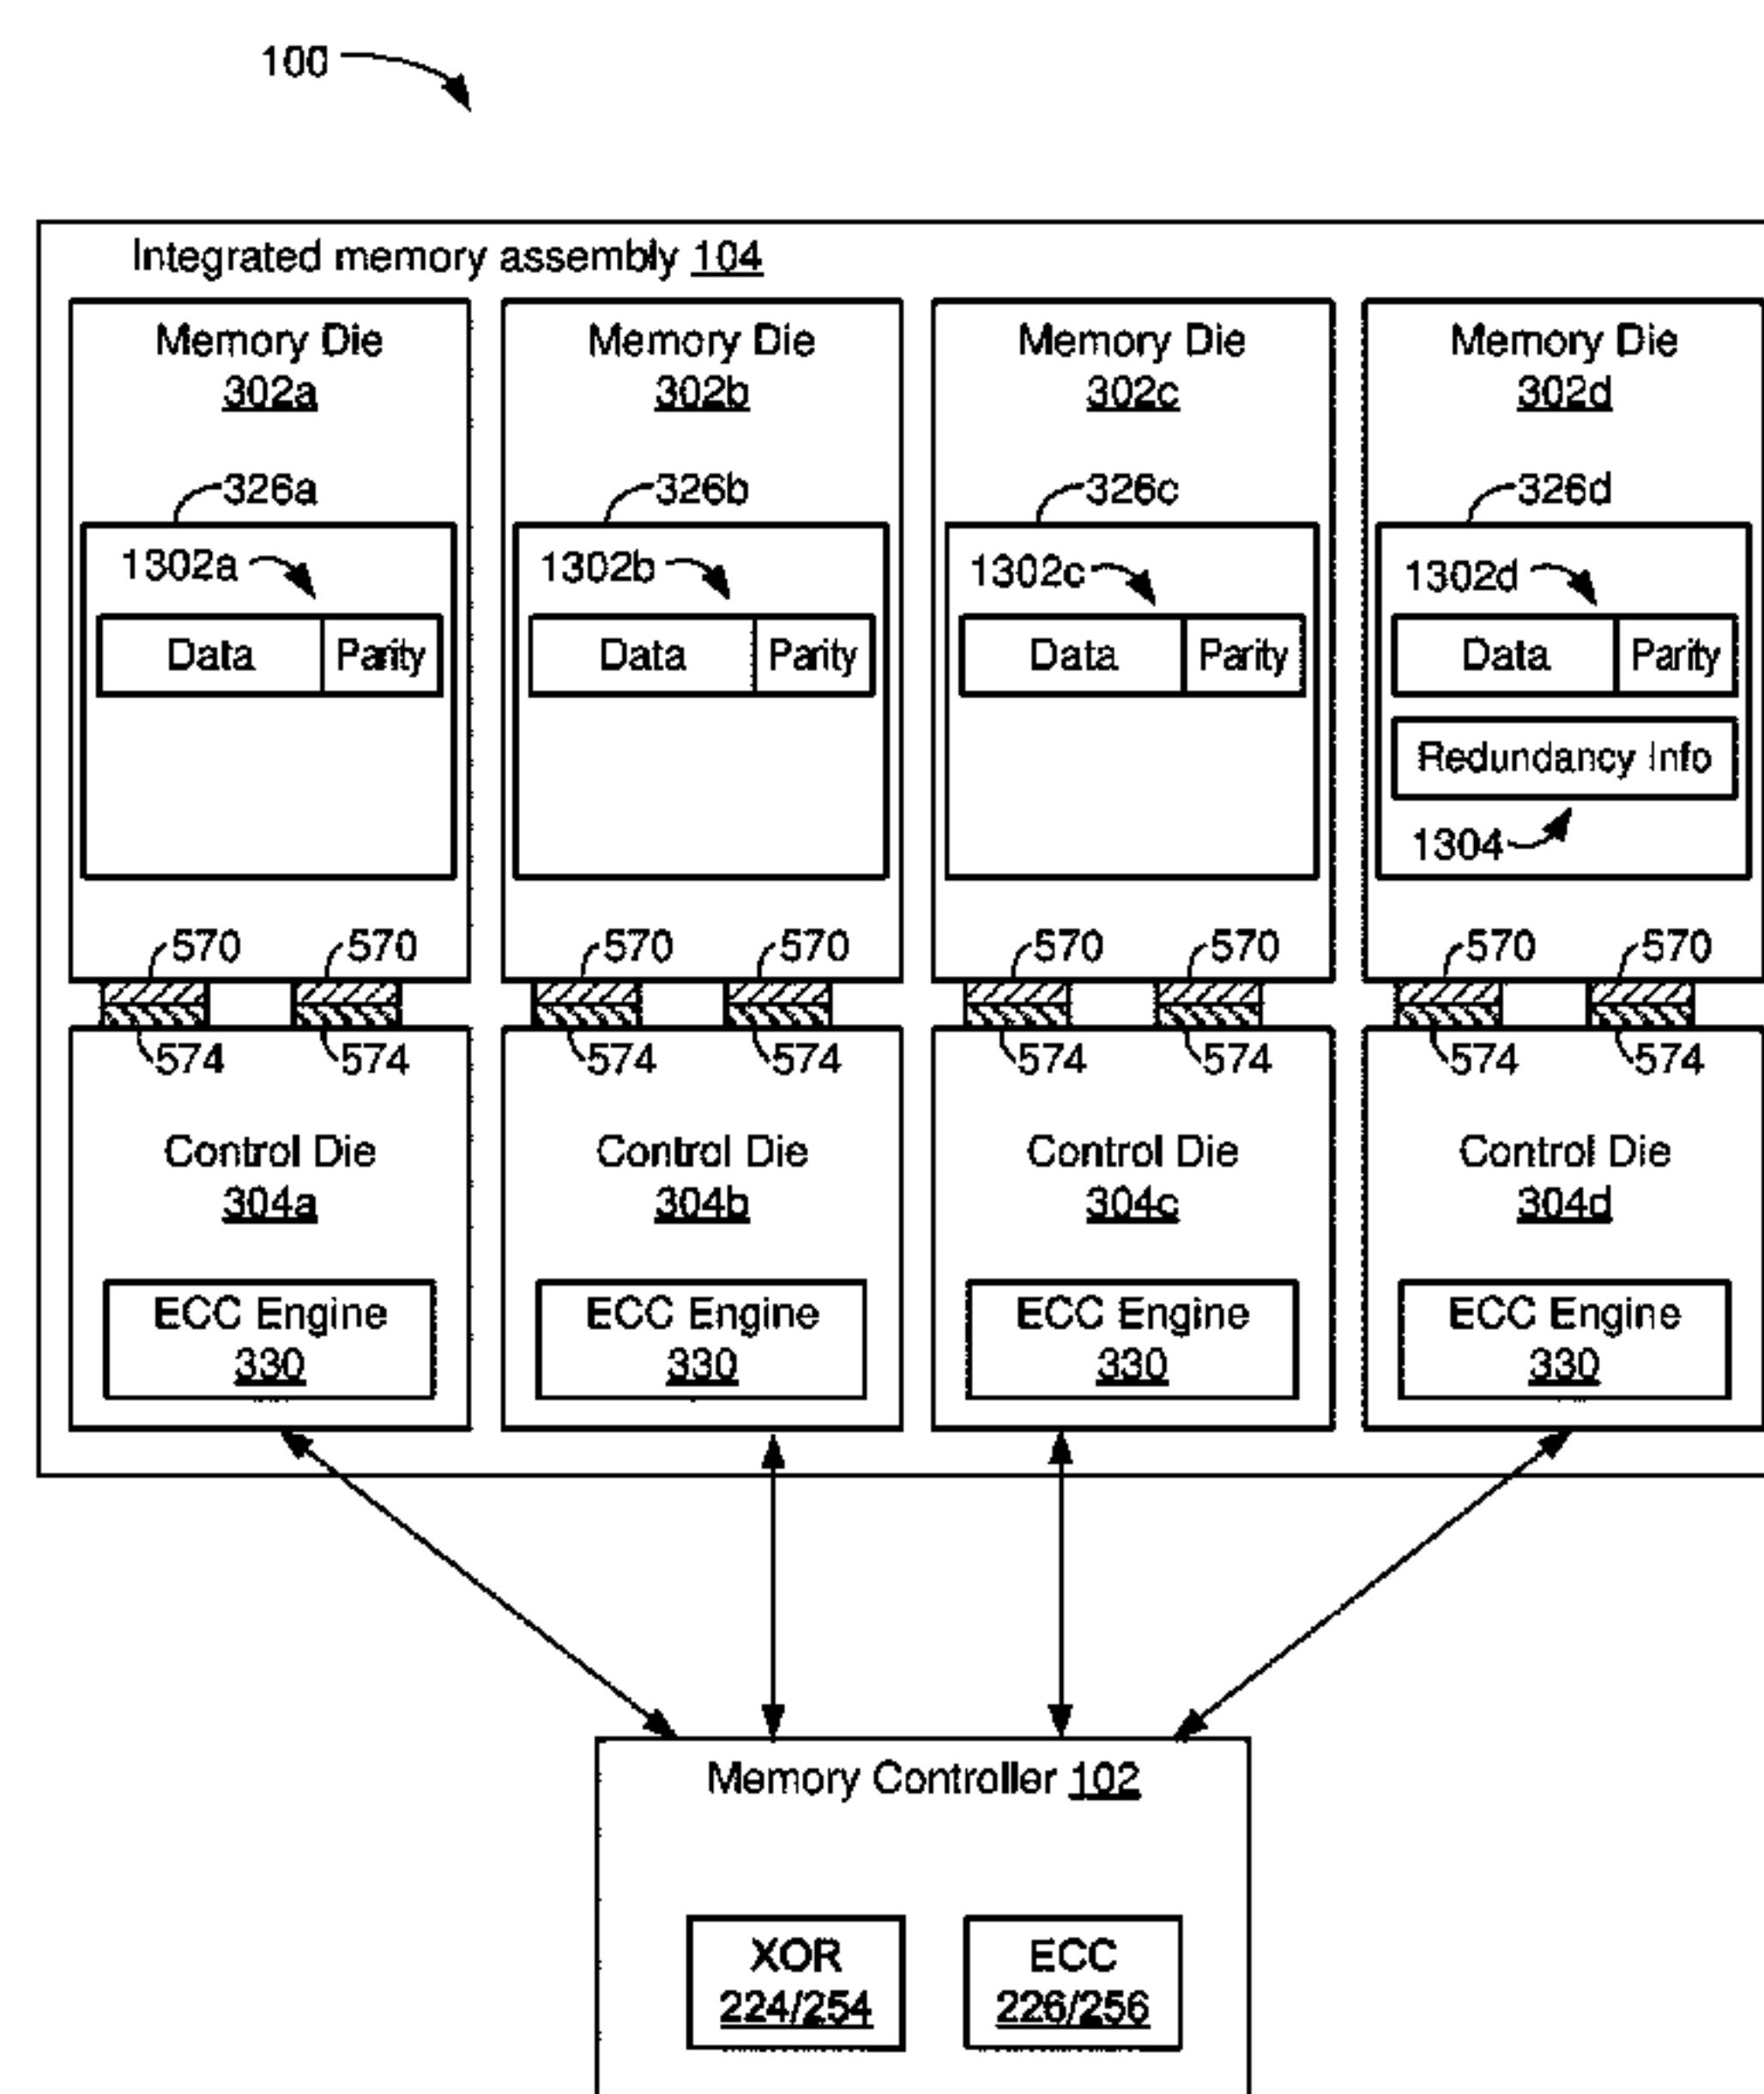 100
Integrated memory assembly 104
Memory Die Memory Die Memory Die Memory Die
302a 302b 302c 302d
326a 326b 326c 326d
1302a 1302b 1302c 1302d
Data Parity Data Parity Data Parity Data Parity
Redundancy Info
1304
570 570 570 570 570 570 570 570
574 574 574 574 574 574 574 574
Control Die Control Die Control Die Control Die
304a 304b 304c 304d
ECC Engine ECC Engine ECC Engine ECC Engine
330 330 330 330
Memory Controller 102
XOR ECC
224/254 226/256